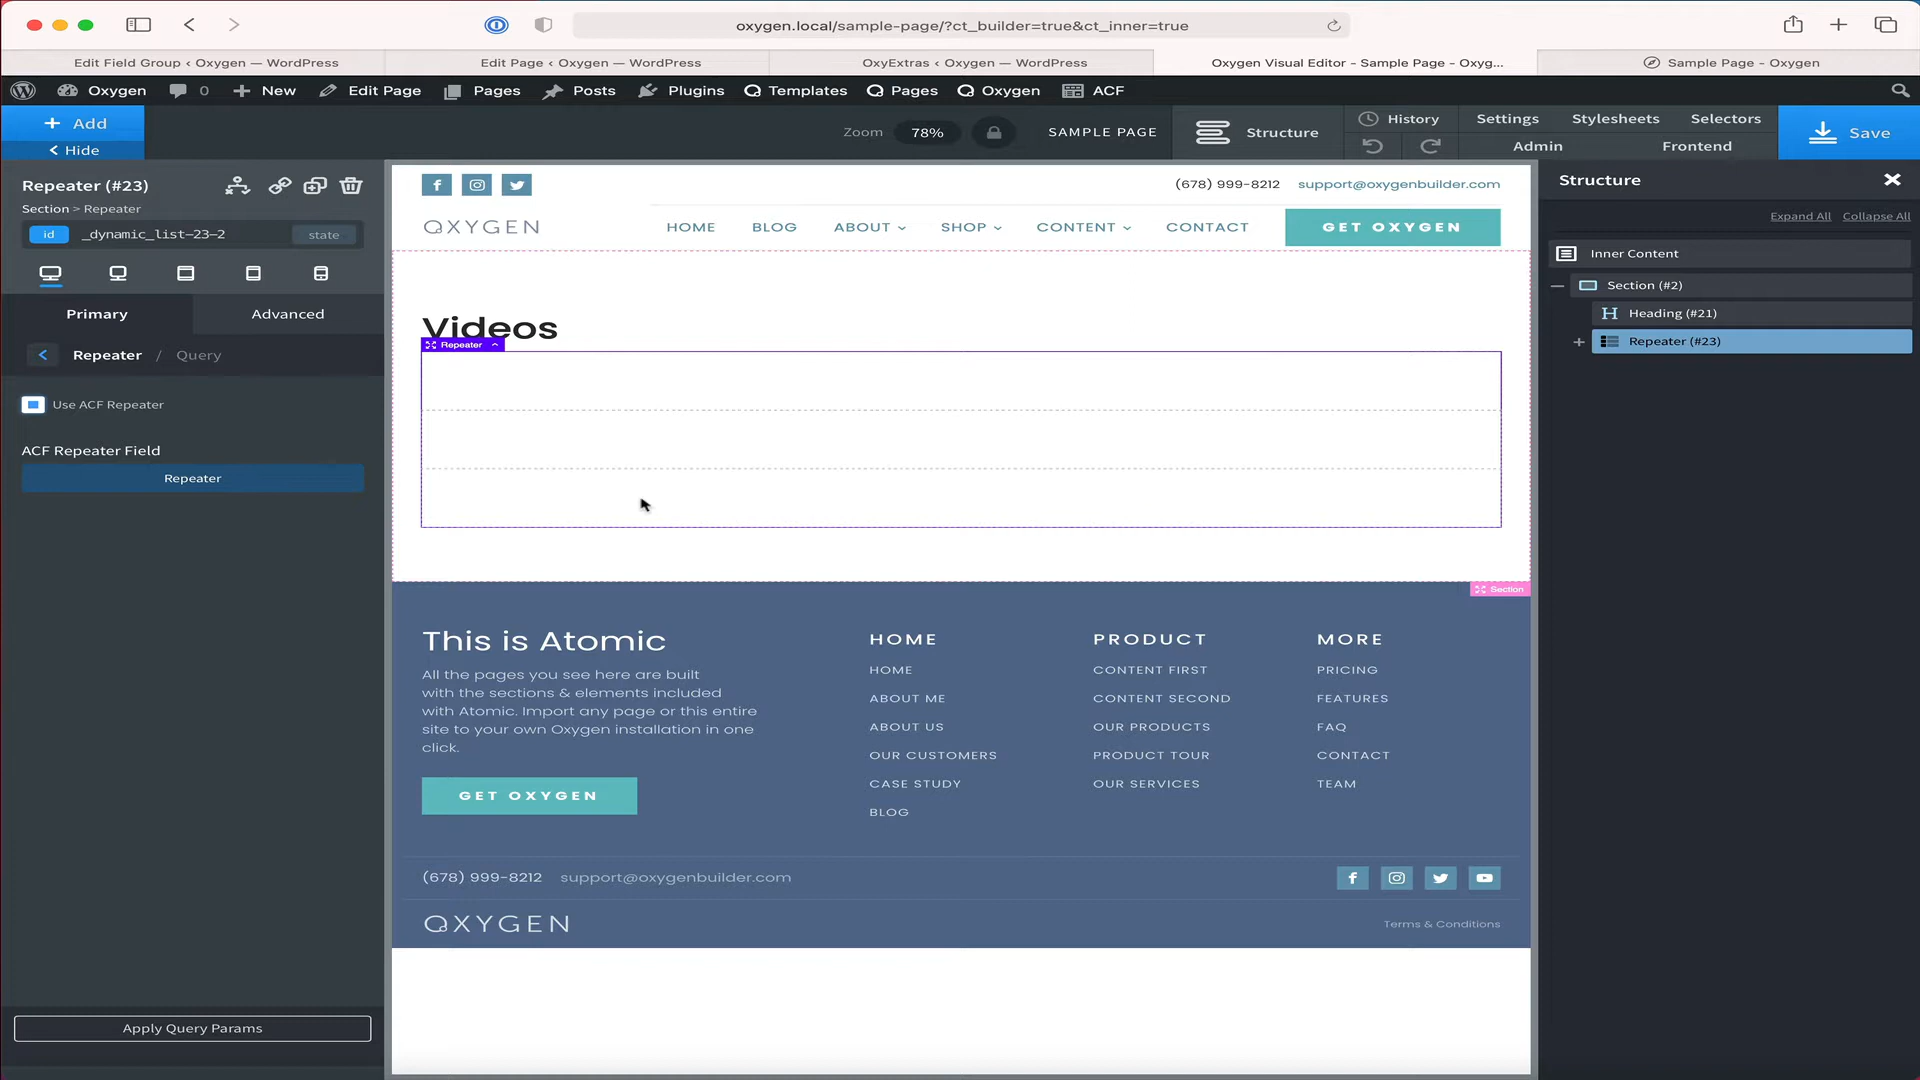 oxygen.local/sample-page/?ct_builder=true&ct_inner=true
Edit Field Group ‹ Oxygen — WordPress
Edit Page ‹ Oxygen — WordPress
OxyExtras ‹ Oxygen — WordPress
Oxygen Visual Editor - Sample Page - Oxyg...
Sample Page - Oxygen
Oxygen
0
New
Edit Page
Pages
Posts
Plugins
Templates
Pages
Oxygen
ACF
+ Add
< Hide
Zoom
78%
SAMPLE PAGE
Structure
History
Settings
Stylesheets
Selectors
Admin
Frontend
Save
Repeater (#23)
Section > Repeater
id
_dynamic_list-23-2
state
Primary
Advanced
Repeater / Query
Use ACF Repeater
ACF Repeater Field
Repeater
Apply Query Params
(678) 999-8212
support@oxygenbuilder.com
OXYGEN
HOME
BLOG
ABOUT
SHOP
CONTENT
CONTACT
GET OXYGEN
Videos
Repeater
Section
This is Atomic
All the pages you see here are built
with the sections & elements included
with Atomic. Import any page or this entire
site to your own Oxygen installation in one
click.
GET OXYGEN
HOME
HOME
ABOUT ME
ABOUT US
OUR CUSTOMERS
CASE STUDY
BLOG
PRODUCT
CONTENT FIRST
CONTENT SECOND
OUR PRODUCTS
PRODUCT TOUR
OUR SERVICES
MORE
PRICING
FEATURES
FAQ
CONTACT
TEAM
(678) 999-8212
support@oxygenbuilder.com
OXYGEN
Terms & Conditions
Structure
Expand All
Collapse All
Inner Content
Section (#2)
Heading (#21)
Repeater (#23)